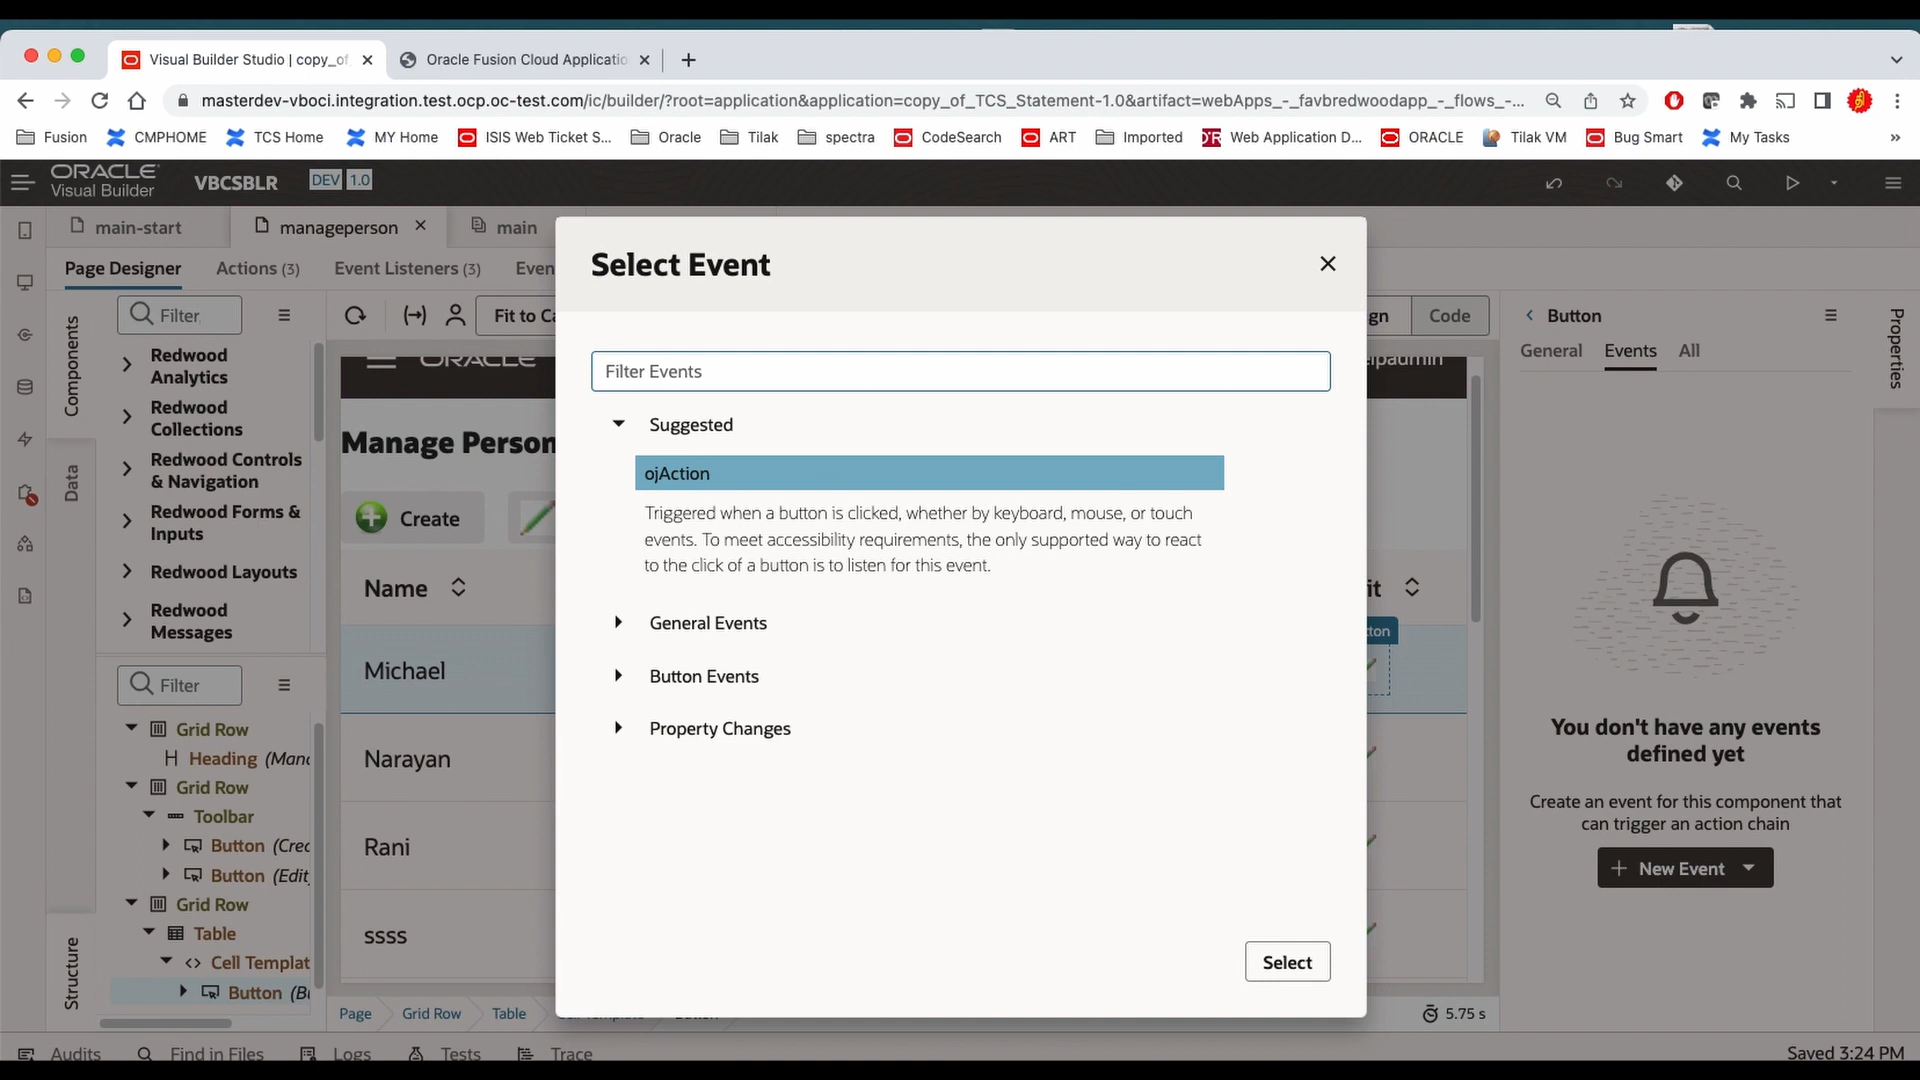 Visual Builder Studio | copy_of
Oracle Fusion Cloud Applicatio
masterdev-vboci.integration.test.ocp.oc-test.com/ic/builder/?root=application&application=copy_of_TCS_Statement-1.0&artifact=webApps_-_favbredwoodapp_-_flows_-...
Fusion
CMPHOME
TCS Home
MY Home
ISIS Web Ticket S...
Oracle
Tilak
spectra
CodeSearch
ART
Imported
Web Application D...
ORACLE
Tilak VM
Bug Smart
My Tasks
»
ORACLE
Visual Builder
VBCSBLR
DEV 1.0
main-start
manageperson
main
Page Designer
Actions (3)
Event Listeners (3)
Even
Components
Data
Structure
Filter
Redwood
Analytics
Redwood
Collections
Redwood Controls
& Navigation
Redwood Forms &
Inputs
Redwood Layouts
Redwood
Messages
Filter
Grid Row
H Heading (Mana
Grid Row
Toolbar
Button (Crea
Button (Edit
Grid Row
Table
Cell Templat
Button (Bu
Fit to Ca
gn
Code
ORACLE
lpadmin
Manage Person
Create
Name
it
tton
Michael
Narayan
Rani
ssss
Page
Grid Row
Table
5.75 s
Select Event
Filter Events
Suggested
ojAction
Triggered when a button is clicked, whether by keyboard, mouse, or touch
events. To meet accessibility requirements, the only supported way to react
to the click of a button is to listen for this event.
General Events
Button Events
Property Changes
Select
Button
General
Events
All
Properties
You don't have any events
defined yet
Create an event for this component that
can trigger an action chain
+ New Event
Audits
Find in Files
Logs
Tests
Trace
Saved 3:24 PM